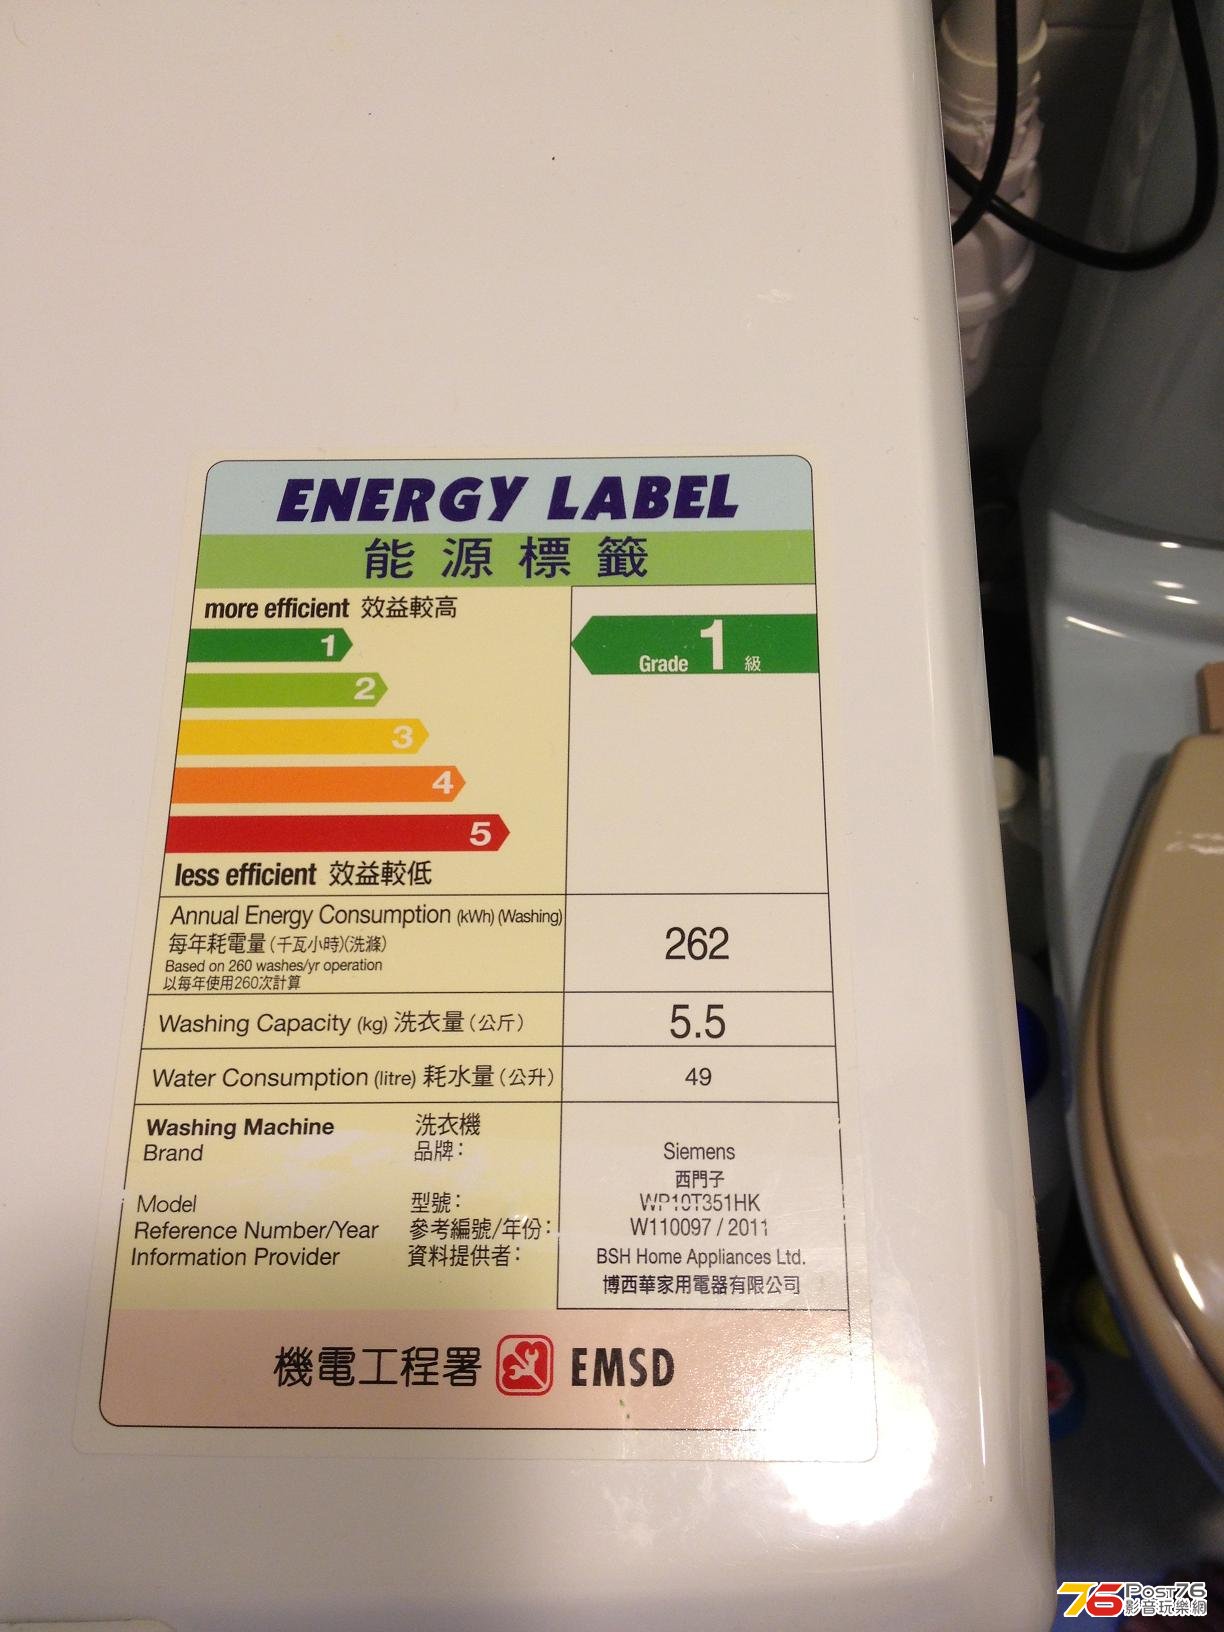 ENERGY LABEL
能源標籤
more efficient 效益較高
1
2
3
4
5
less efficient 效益較低
Grade 1 級
Annual Energy Consumption (kWh) (Washing)
每年耗電量(千瓦小時)(洗滌)
Based on 260 washes/yr operation
以每年使用260次計算
262
Washing Capacity (kg) 洗衣量(公斤) 5.5
Water Consumption (litre) 耗水量(公升) 49
Washing Machine 洗衣機
Brand 品牌: Siemens
西門子
Model 型號: WP10T351HK
Reference Number/Year 參考編號/年份: W110097 / 2011
Information Provider 資料提供者: BSH Home Appliances Ltd.
博西華家用電器有限公司
機電工程署 EMSD
76 POST76
影音玩樂網